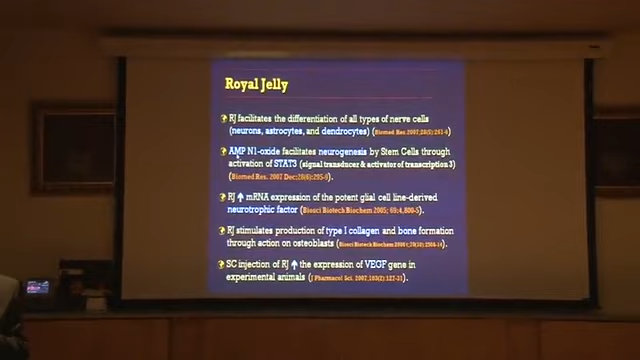 Royal Jelly
RJ facilitates the differentiation of all types of nerve cells
(neurons, astrocytes, and dendrocytes) (Biomed Res. 2007;28(5):261-6)
AMP N1-oxide facilitates neurogenesis by Stem Cells through
activation of STAT3 (signal transducer & activator of transcription 3)
(Biomed Res. 2007 Dec;28(6):295-9).
RJ ⬆ mRNA expression of the potent glial cell line-derived
neurotrophic factor (Biosci Biotech Biochem 2005; 69:4,800-5).
RJ stimulates production of type I collagen and bone formation
through action on osteoblasts (Biosci Biotech Biochem
SC injection of RJ ⬆ the expression of VEGF gene in
experimental animals (J Pharmacol Sci. 2007;103(2):127-31).